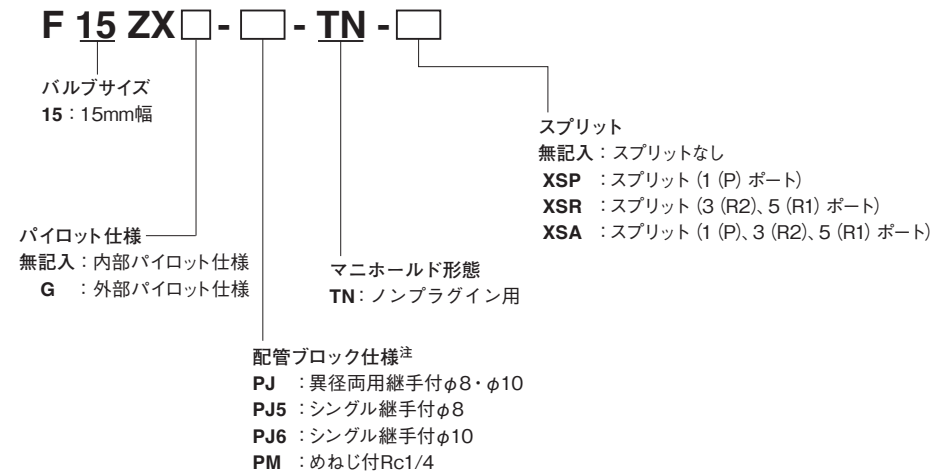 F 15 ZX□-□-TN-□
バルブサイズ
15：15mm幅
スプリット
無記入：スプリットなし
XSP ：スプリット（1（P）ポート）
XSR ：スプリット（3（R2）、5（R1）ポート）
XSA ：スプリット（1（P）、3（R2）、5（R1）ポート）
パイロット仕様
無記入：内部パイロット仕様
G ：外部パイロット仕様
マニホールド形態
TN：ノンプラグイン用
配管ブロック仕様注
PJ ：異径両用継手付φ8・φ10
PJ5 ：シングル継手付φ8
PJ6 ：シングル継手付φ10
PM ：めねじ付Rc1/4